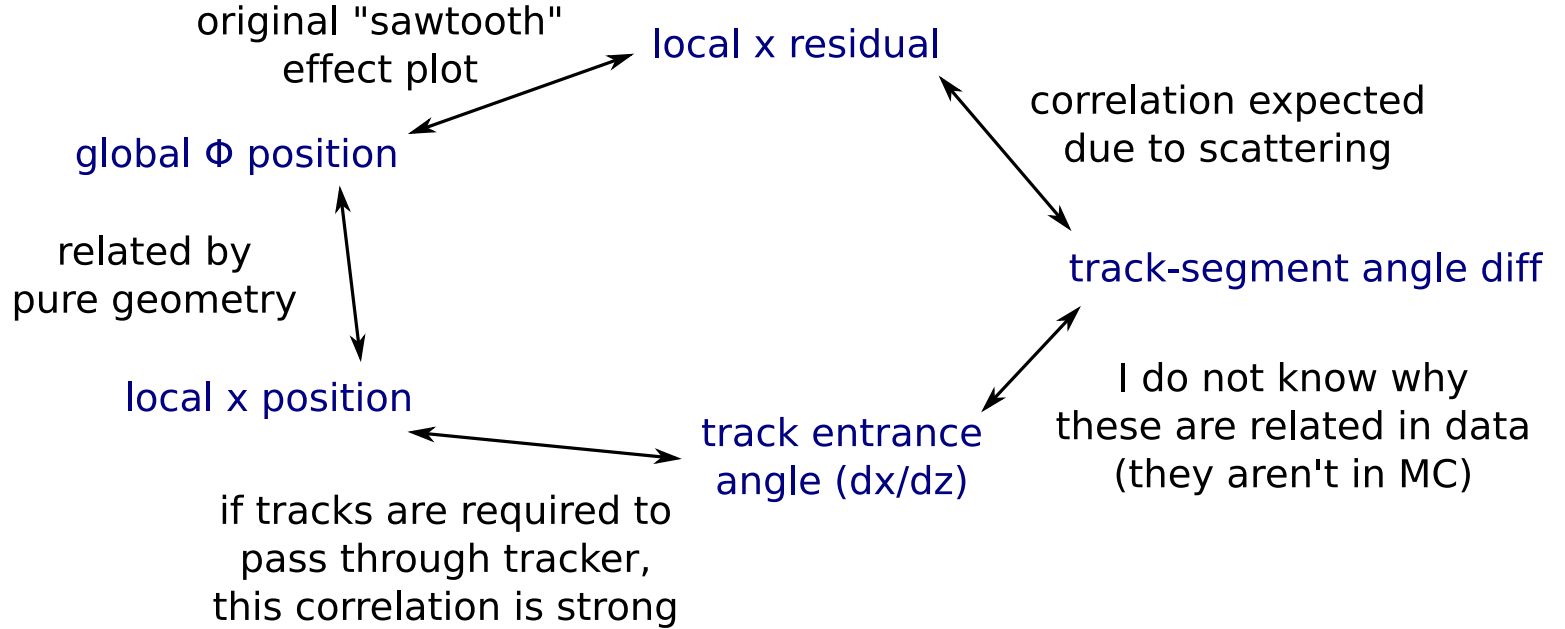 original "sawtooth"
effect plot
local x residual
correlation expected
due to scattering
global Φ position
related by
pure geometry
track-segment angle diff
local x position
track entrance
angle (dx/dz)
I do not know why
these are related in data
(they aren't in MC)
if tracks are required to
pass through tracker,
this correlation is strong